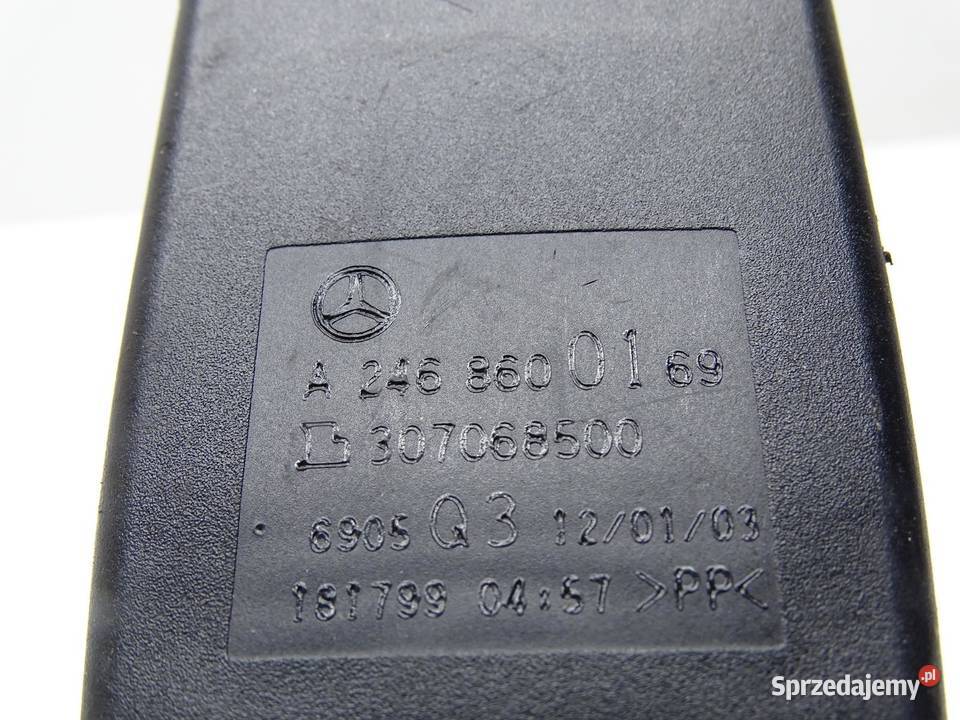 A 246 860 01 69
307068500
6905 Q3 12/01/03
181799 04:57 >PP<
Sprzedajemy.pl